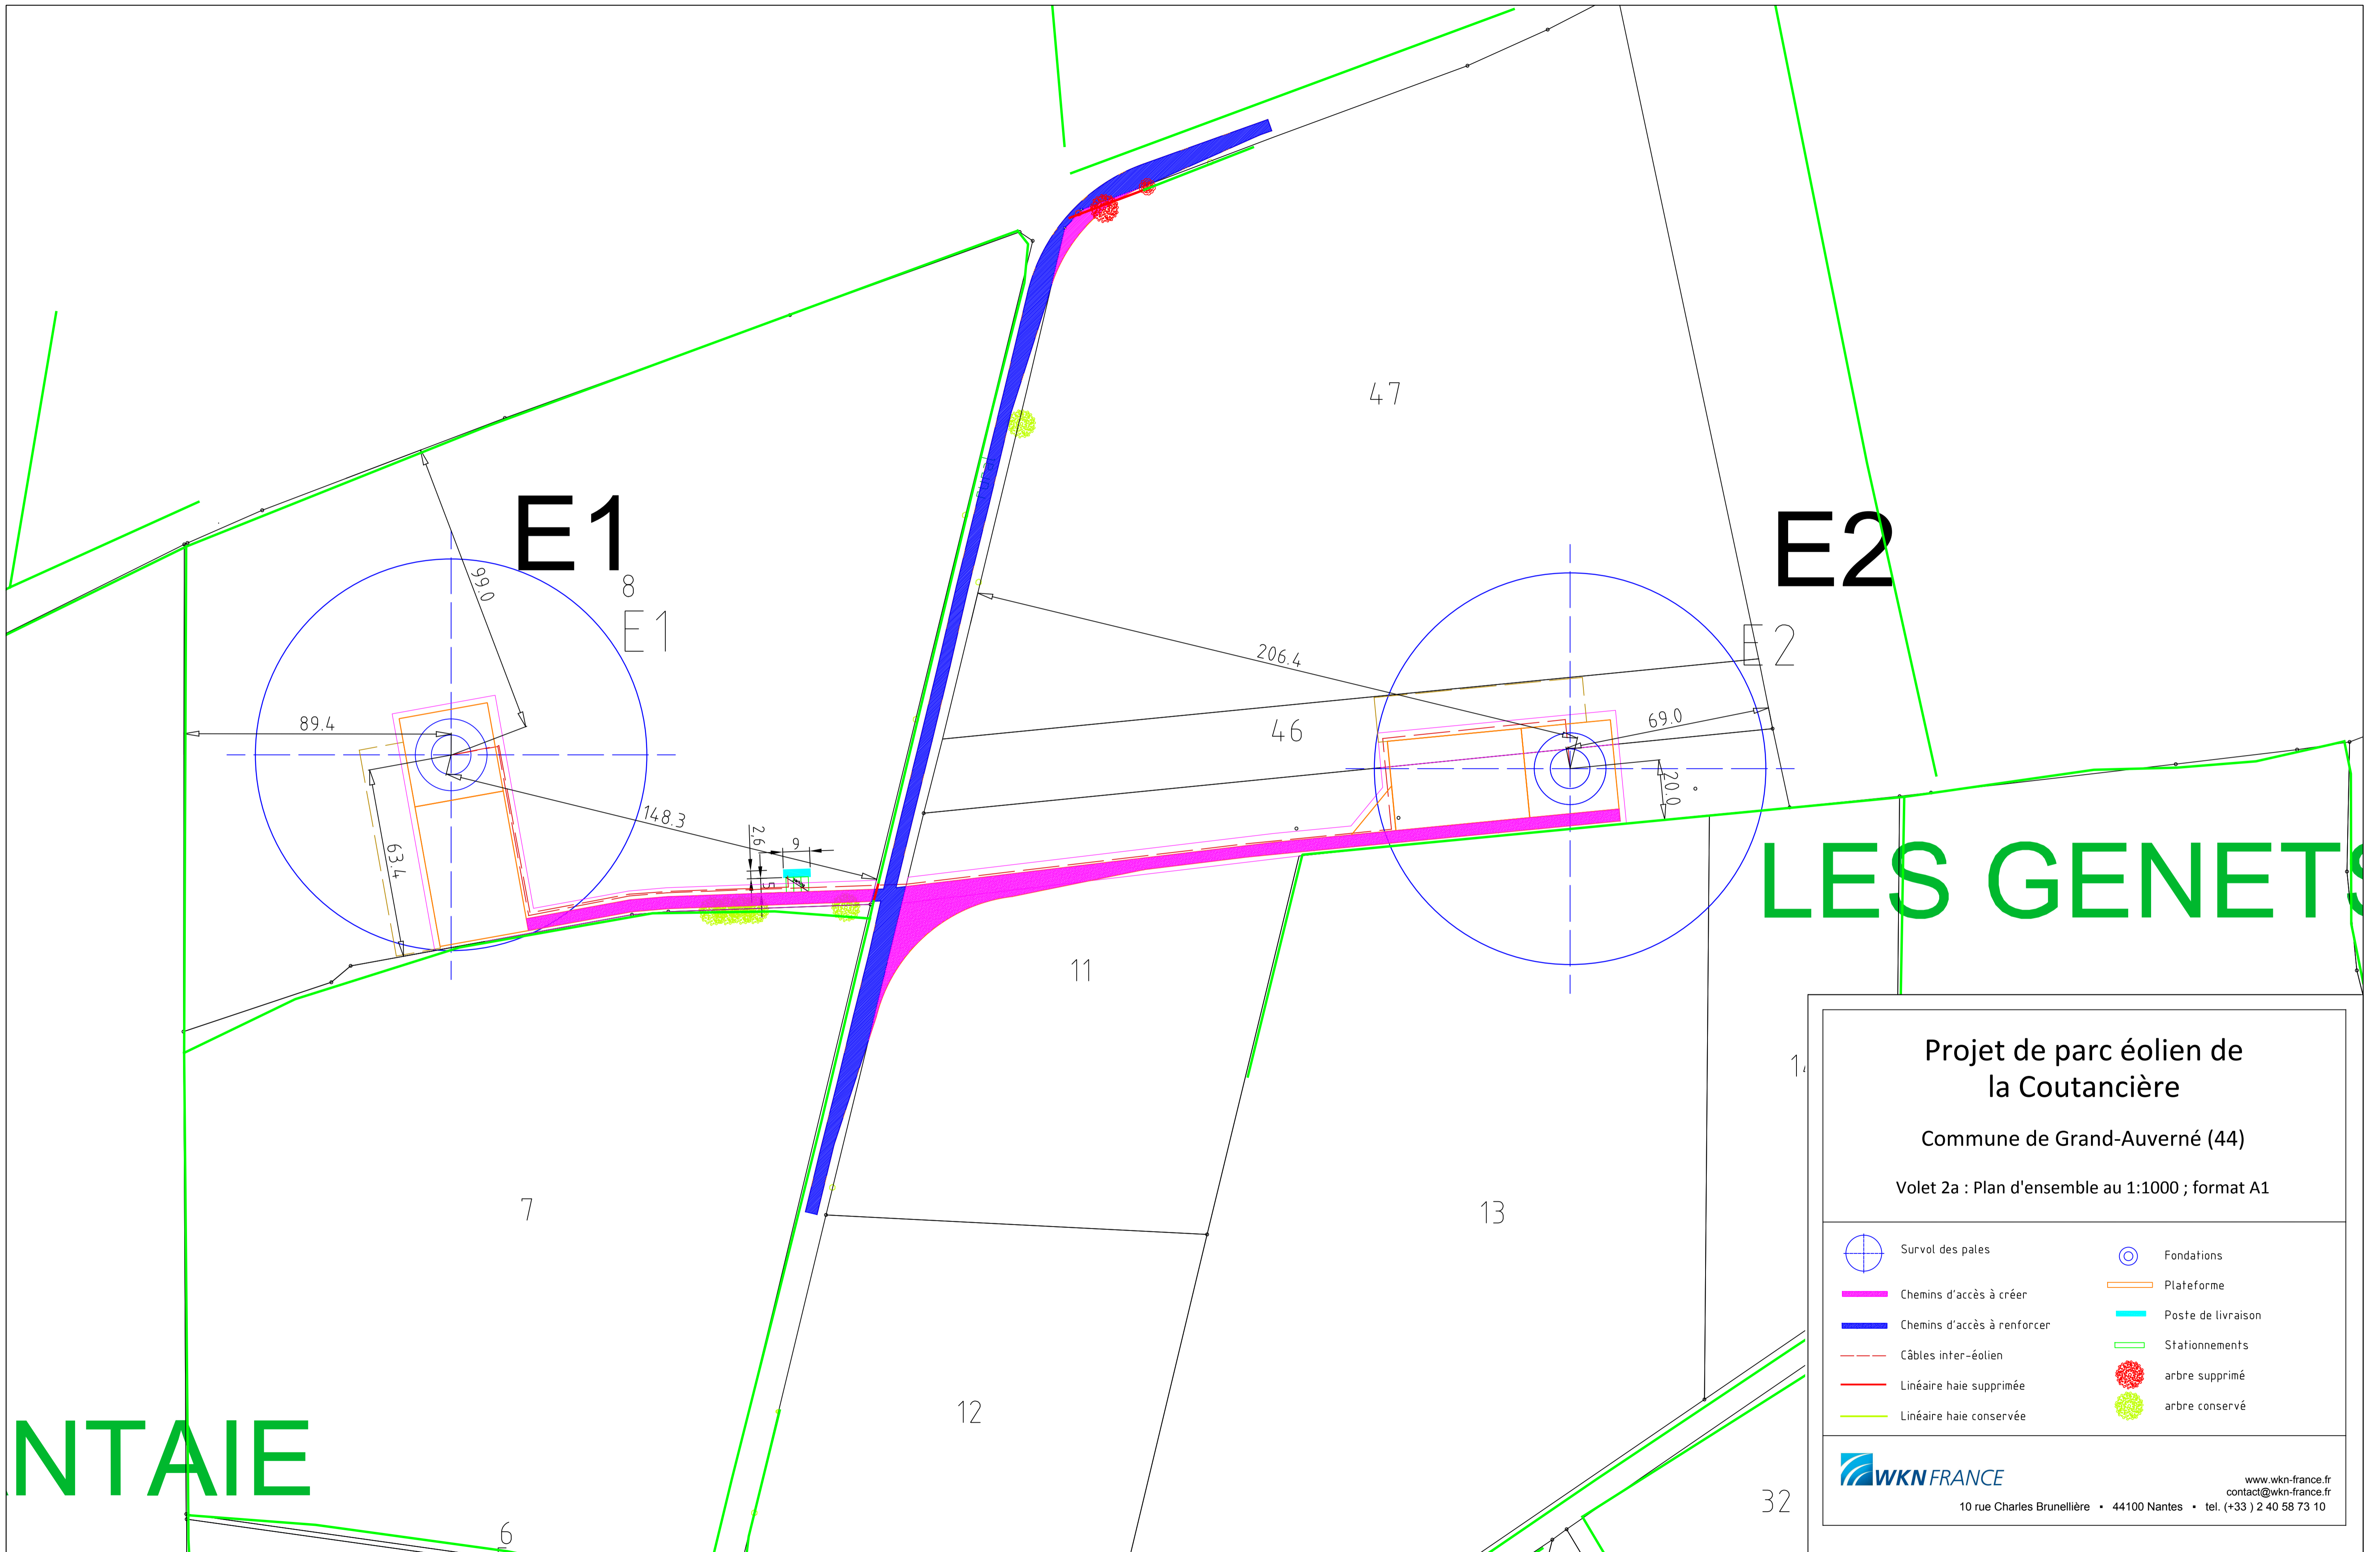 47
E1
E2
8
E1
99.0
E2
206.4
46
69.0
89.4
20.0
148.3
2,6
9
5
63.4
LES GENETS
11
7
13
12
NTAIE
32
6
Projet de parc éolien de
la Coutancière
Commune de Grand-Auverné (44)
Volet 2a : Plan d'ensemble au 1:1000 ; format A1
Survol des pales
Chemins d'accès à créer
Chemins d'accès à renforcer
Câbles inter-éolien
Linéaire haie supprimée
Linéaire haie conservée
Fondations
Plateforme
Poste de livraison
Stationnements
arbre supprimé
arbre conservé
WKN FRANCE
www.wkn-france.fr
contact@wkn-france.fr
10 rue Charles Brunellière ▪ 44100 Nantes ▪ tel. (+33 ) 2 40 58 73 10